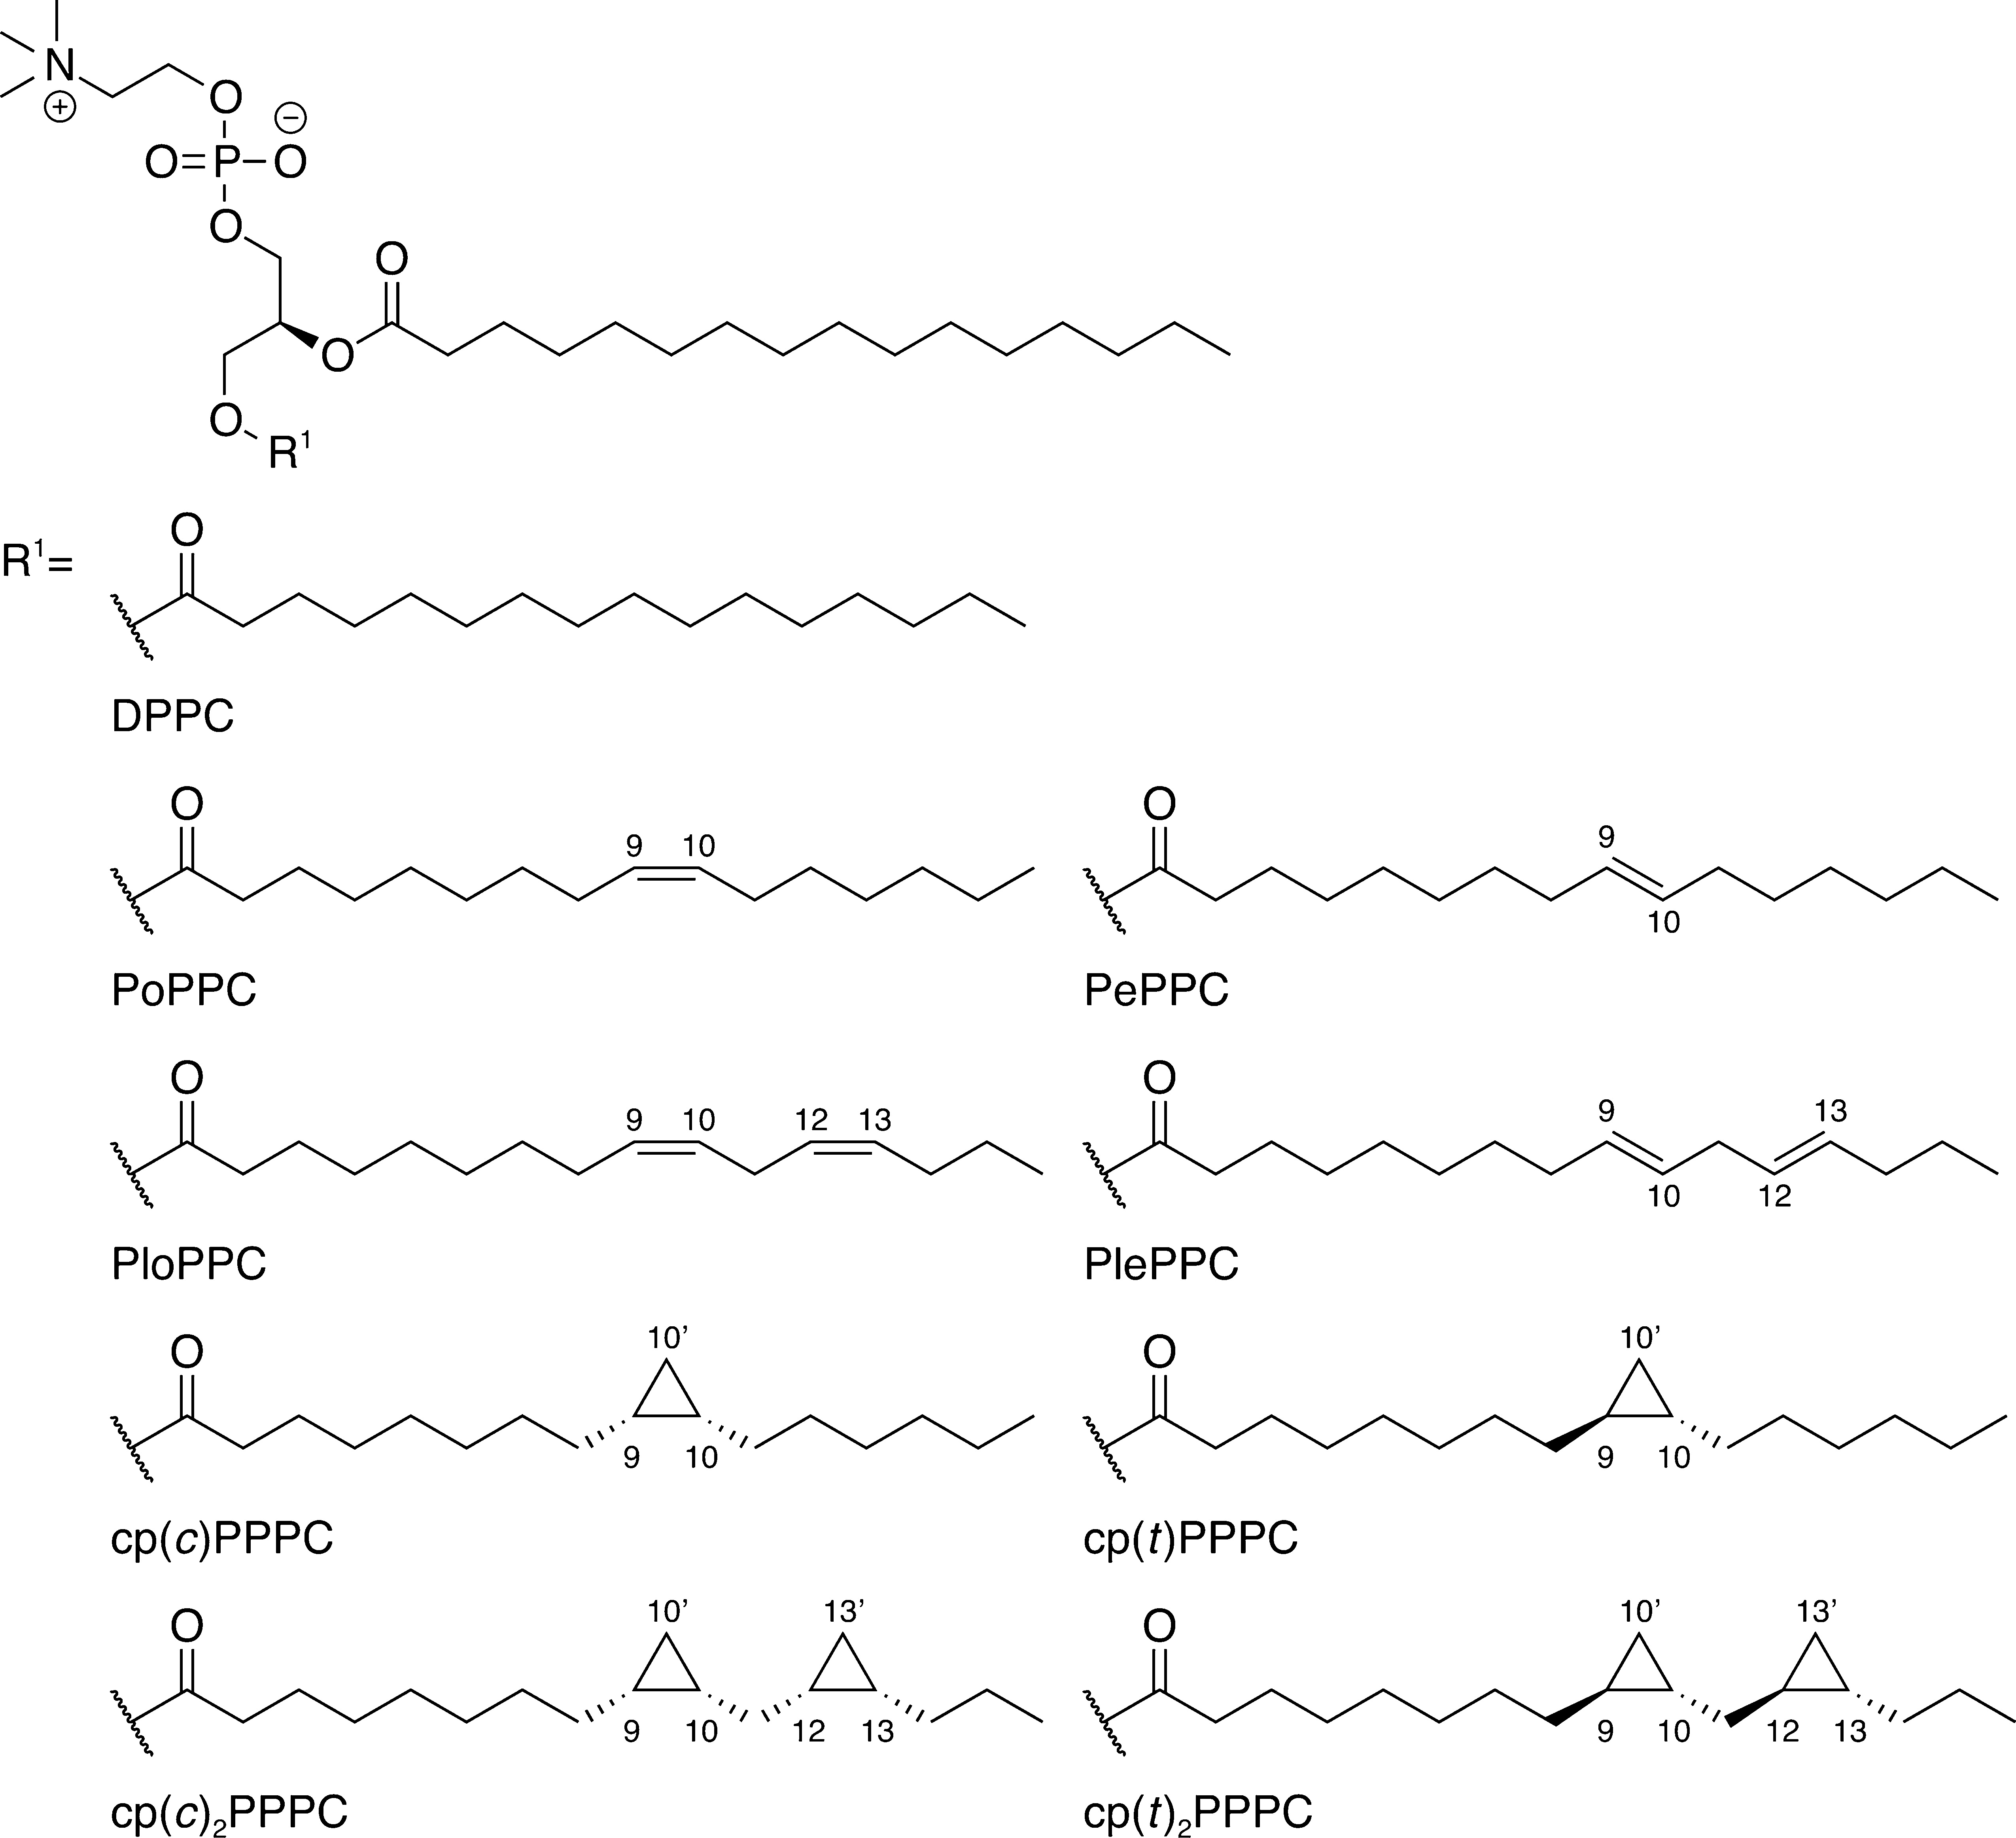 N
⊕
O
⊖
O=P-O
O
O
O
O
R¹
R¹=
O
DPPC
O
9 10
PoPPC
O
9
10
PePPC
O
9 10 12 13
PloPPC
O
9 13
10 12
PlePPC
O
10’
9 10
cp(c)PPPC
O
10’
9 10
cp(t)PPPC
O
10’ 13’
9 10 12 13
cp(c)₂PPPC
O
10’ 13’
9 10 12 13
cp(t)₂PPPC